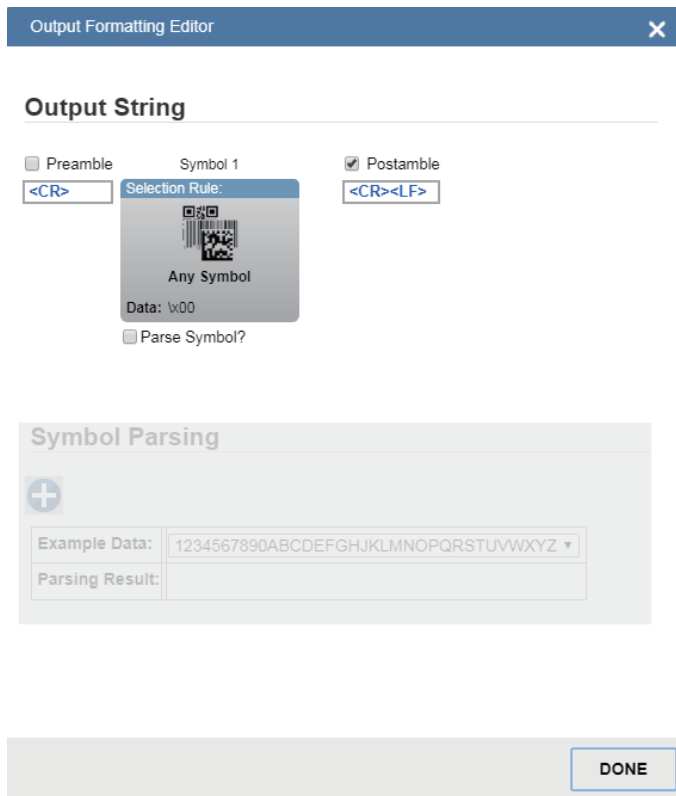 Output Formatting Editor
Output String
Preamble Symbol 1 Postamble
<CR> Selection Rule: <CR><LF>
Any Symbol
Data: \x00
Parse Symbol?
Symbol Parsing
Example Data: 1234567890ABCDEFGHJKLMNOPQRSTUVWXYZ
Parsing Result:
DONE